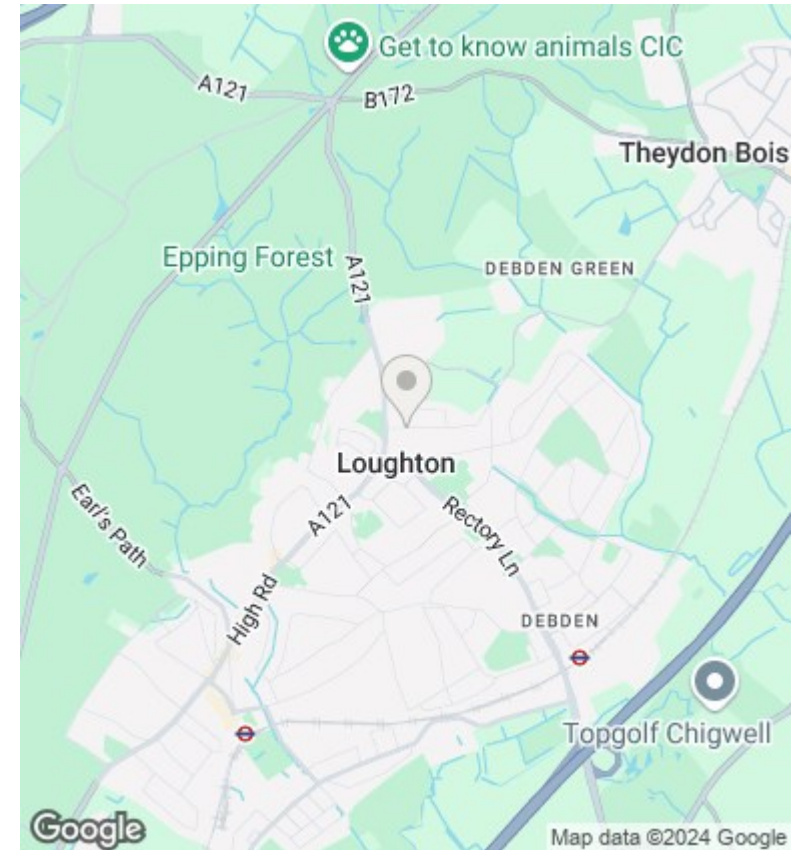 Get to know animals CIC
A121
B172
Theydon Bois
Epping Forest
A121
DEBDEN GREEN
Loughton
A121
Rectory Ln
Earl's Path
High Rd
DEBDEN
Topgolf Chigwell
Google
Map data ©2024 Google